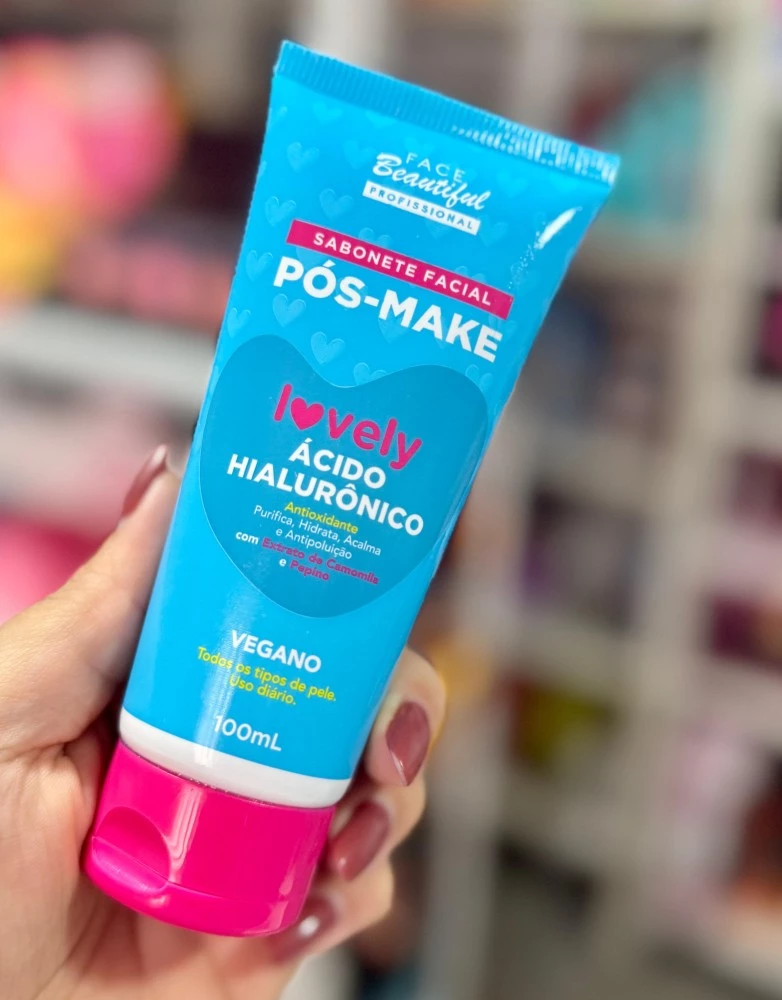 FACE
Beautiful
PROFISSIONAL
SABONETE FACIAL
PÓS-MAKE
lovely
ÁCIDO
HIALURÔNICO
Antioxidante
Purifica, Hidrata, Acalma
e Antipoluição
com Extrato de Camomila
e Pepino
VEGANO
Todos os tipos de pele.
Uso diário.
100mL